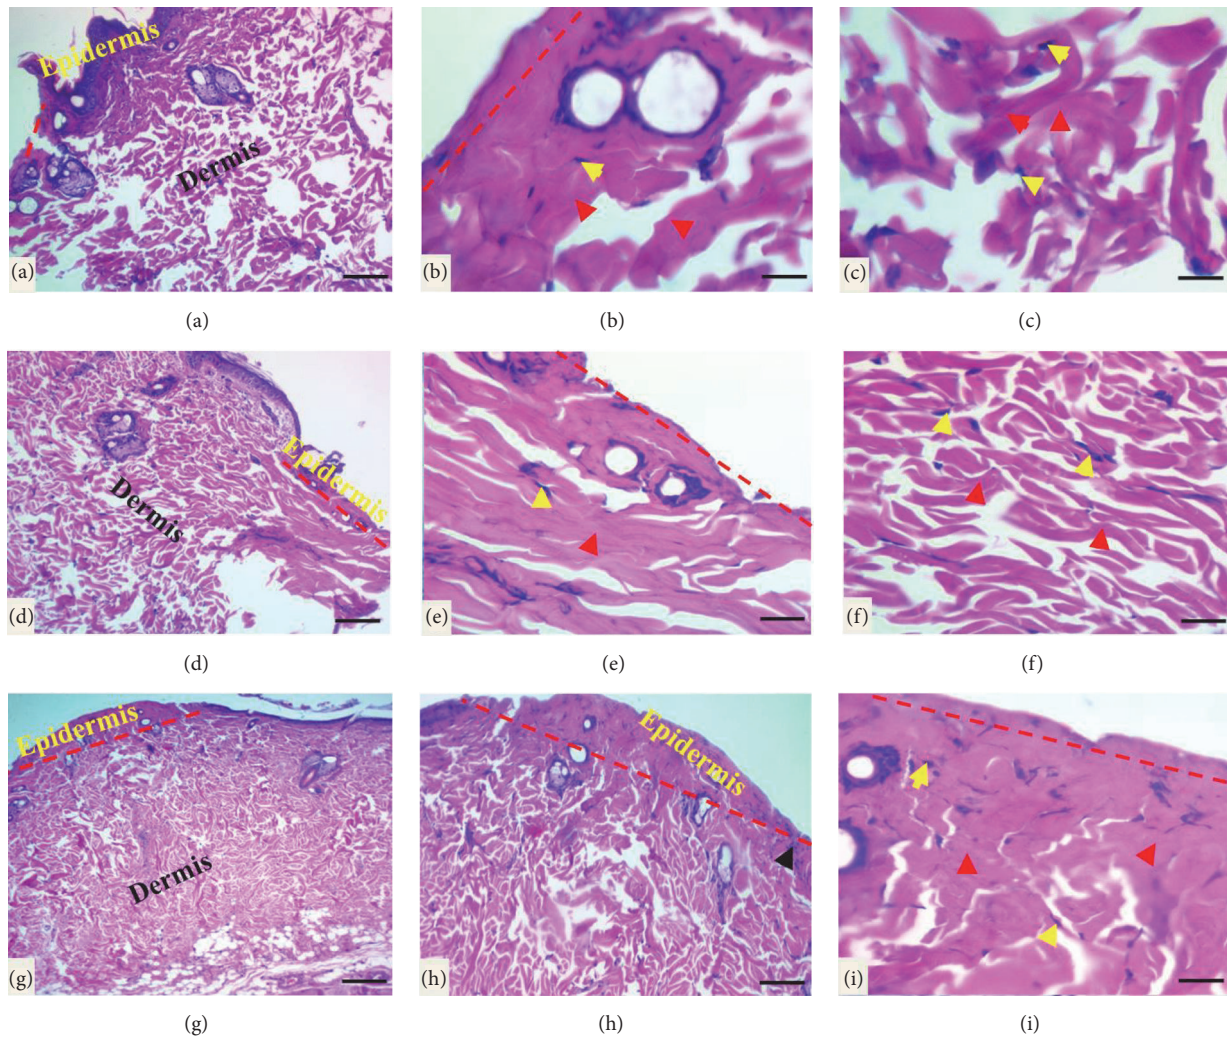 Epidermis
Dermis
(a)
(b)
(c)
(a)
(b)
(c)
Epidermis
Dermis
(d)
(e)
(f)
(d)
(e)
(f)
Epidermis
Dermis
Epidermis
(g)
(h)
(i)
(g)
(h)
(i)